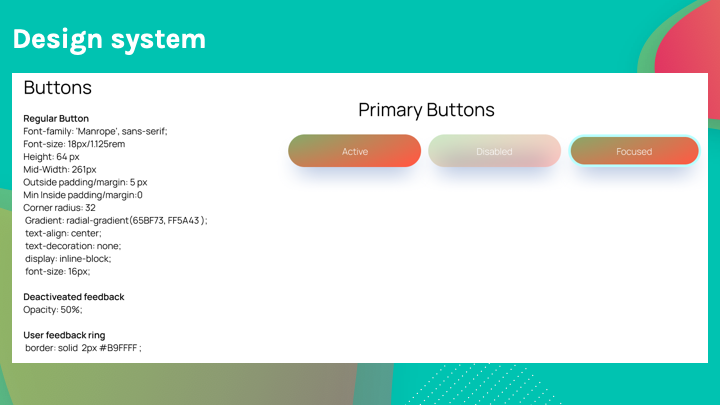 Design system
Buttons
Regular Button
Font-family: 'Manrope', sans-serif;
Font-size: 18px/1.125rem
Height: 64 px
Mid-Width: 261px
Outside padding/margin: 5 px
Min Inside padding/margin:0
Corner radius: 32
Gradient: radial-gradient(65BF73, FF5A43 );
text-align: center;
text-decoration: none;
display: inline-block;
font-size: 16px;
Deactiveated feedback
Opacity: 50%;
User feedback ring
border: solid 2px #B9FFFF ;
Primary Buttons
Active
Disabled
Focused